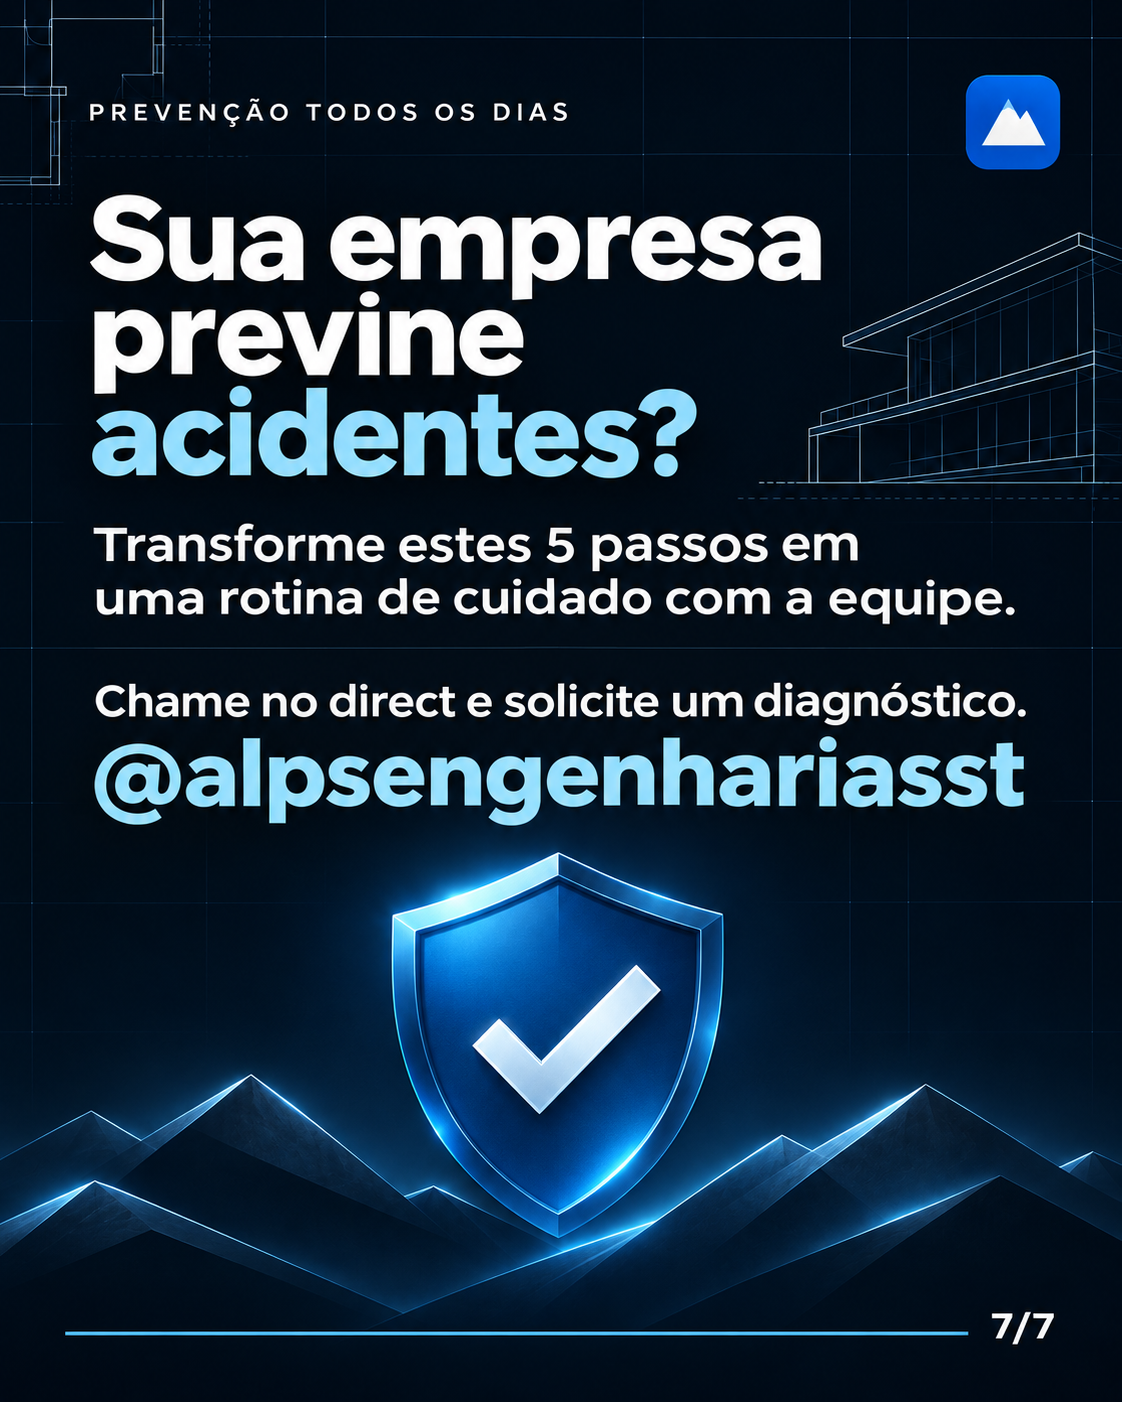 PREVENÇÃO TODOS OS DIAS
Sua empresa
previne
acidentes?
Transforme estes 5 passos em
uma rotina de cuidado com a equipe.
Chame no direct e solicite um diagnóstico.
@alpsengenhariasst
7/7